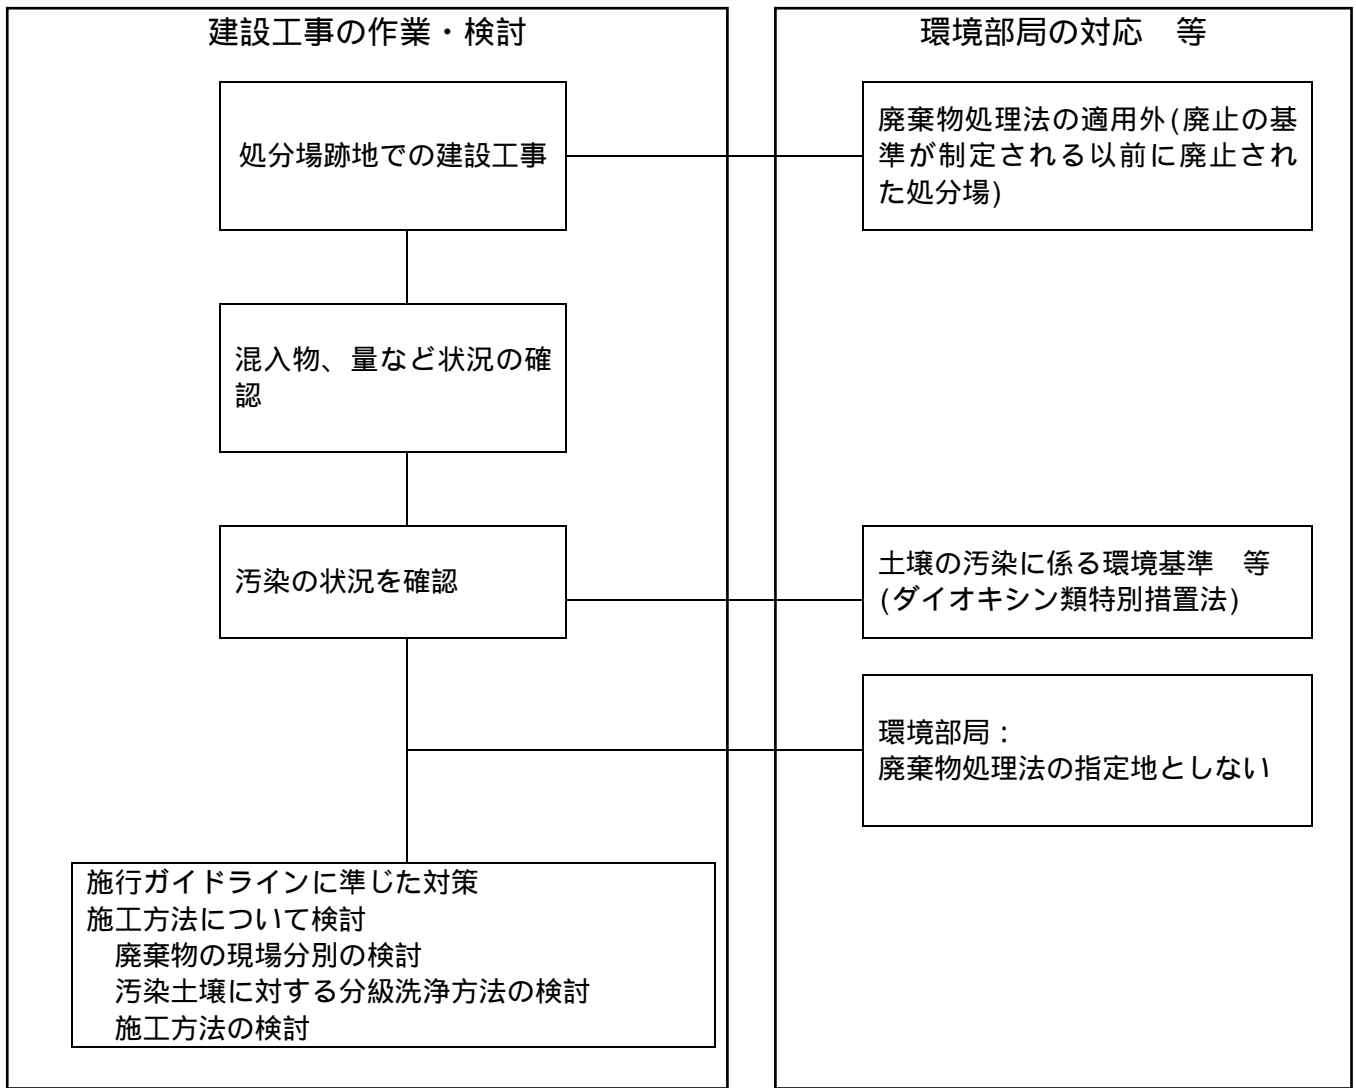 建設工事の作業・検討
処分場跡地での建設工事
混入物、量など状況の確
認
汚染の状況を確認
施行ガイドラインに準じた対策
施工方法について検討
廃棄物の現場分別の検討
汚染土壌に対する分級洗浄方法の検討
施工方法の検討
環境部局の対応　等
廃棄物処理法の適用外(廃止の基
準が制定される以前に廃止され
た処分場)
土壌の汚染に係る環境基準　等
(ダイオキシン類特別措置法)
環境部局：
廃棄物処理法の指定地としない